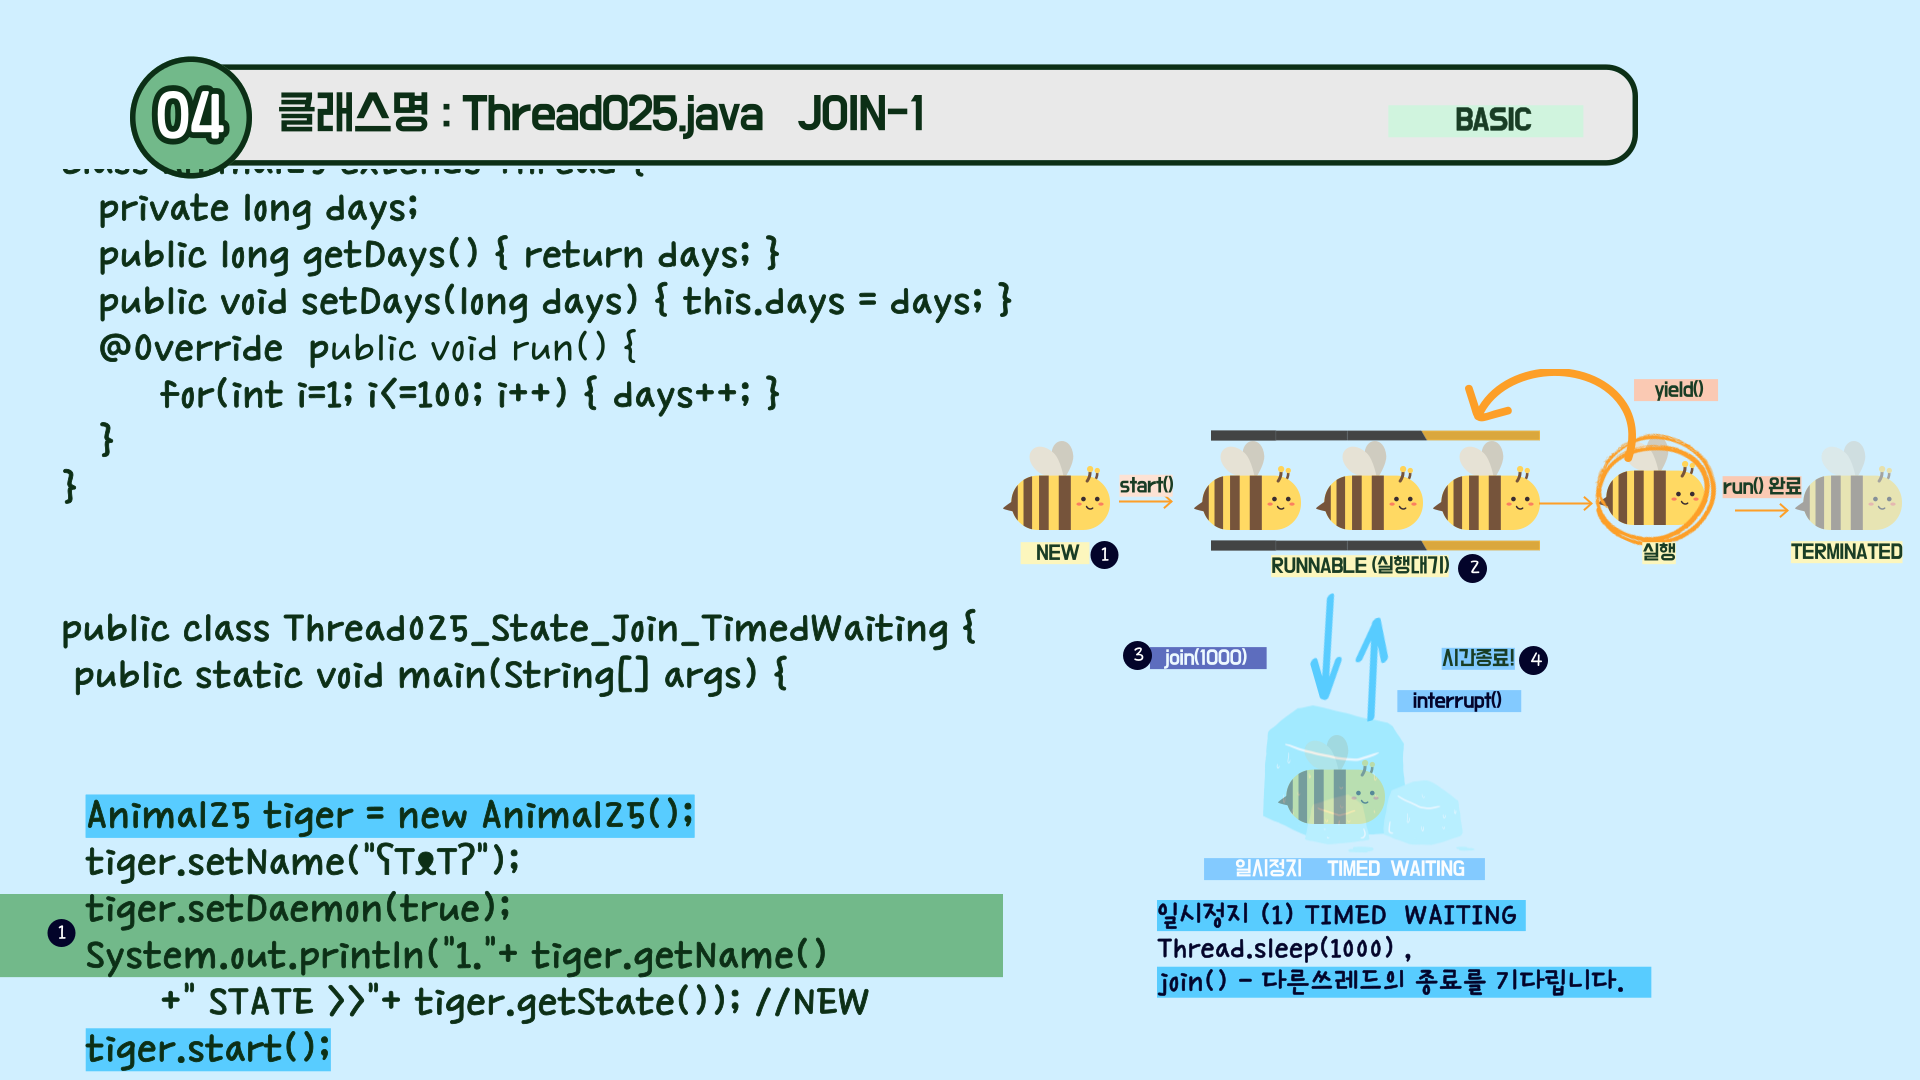 04
클래스명 : Thread025.java JOIN-1
BASIC
class Animal25 extends Thread {
private long days;
public long getDays() { return days; }
public void setDays(long days) { this.days = days; }
@Override public void run() {
for(int i=1; i<=100; i++) { days++; }
}
}
public class Thread025_State_Join_TimedWaiting {
public static void main(String[] args) {
Animal25 tiger = new Animal25();
tiger.setName("ʕTᴥTʔ");
tiger.setDaemon(true);
1
System.out.println("1."+ tiger.getName()
+" STATE >>"+ tiger.getState()); //NEW
tiger.start();
yield()
start()
run() 완료
NEW 1
RUNNABLE (실행대기) 2
실행
TERMINATED
3 join(1000)
시간종료! 4
interrupt()
일시정지 TIMED WAITING
일시정지 (1) TIMED WAITING
Thread.sleep(1000) ,
join() - 다른쓰레드의 종료를 기다립니다.